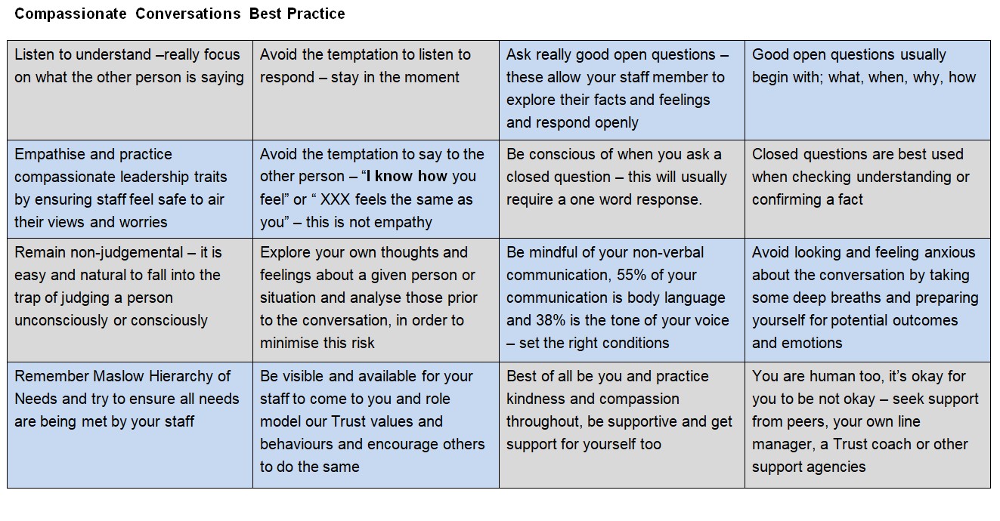 Compassionate Conversations Best Practice
Listen to understand –really focus
on what the other person is saying
Avoid the temptation to listen to
respond – stay in the moment
Ask really good open questions –
these allow your staff member to
explore their facts and feelings
and respond openly
Good open questions usually
begin with; what, when, why, how
Empathise and practice
compassionate leadership traits
by ensuring staff feel safe to air
their views and worries
Avoid the temptation to say to the
other person – “I know how you
feel” or “ XXX feels the same as
you” – this is not empathy
Be conscious of when you ask a
closed question – this will usually
require a one word response.
Closed questions are best used
when checking understanding or
confirming a fact
Remain non-judgemental – it is
easy and natural to fall into the
trap of judging a person
unconsciously or consciously
Explore your own thoughts and
feelings about a given person or
situation and analyse those prior
to the conversation, in order to
minimise this risk
Be mindful of your non-verbal
communication, 55% of your
communication is body language
and 38% is the tone of your voice
– set the right conditions
Avoid looking and feeling anxious
about the conversation by taking
some deep breaths and preparing
yourself for potential outcomes
and emotions
Remember Maslow Hierarchy of
Needs and try to ensure all needs
are being met by your staff
Be visible and available for your
staff to come to you and role
model our Trust values and
behaviours and encourage others
to do the same
Best of all be you and practice
kindness and compassion
throughout, be supportive and get
support for yourself too
You are human too, it’s okay for
you to be not okay – seek support
from peers, your own line
manager, a Trust coach or other
support agencies